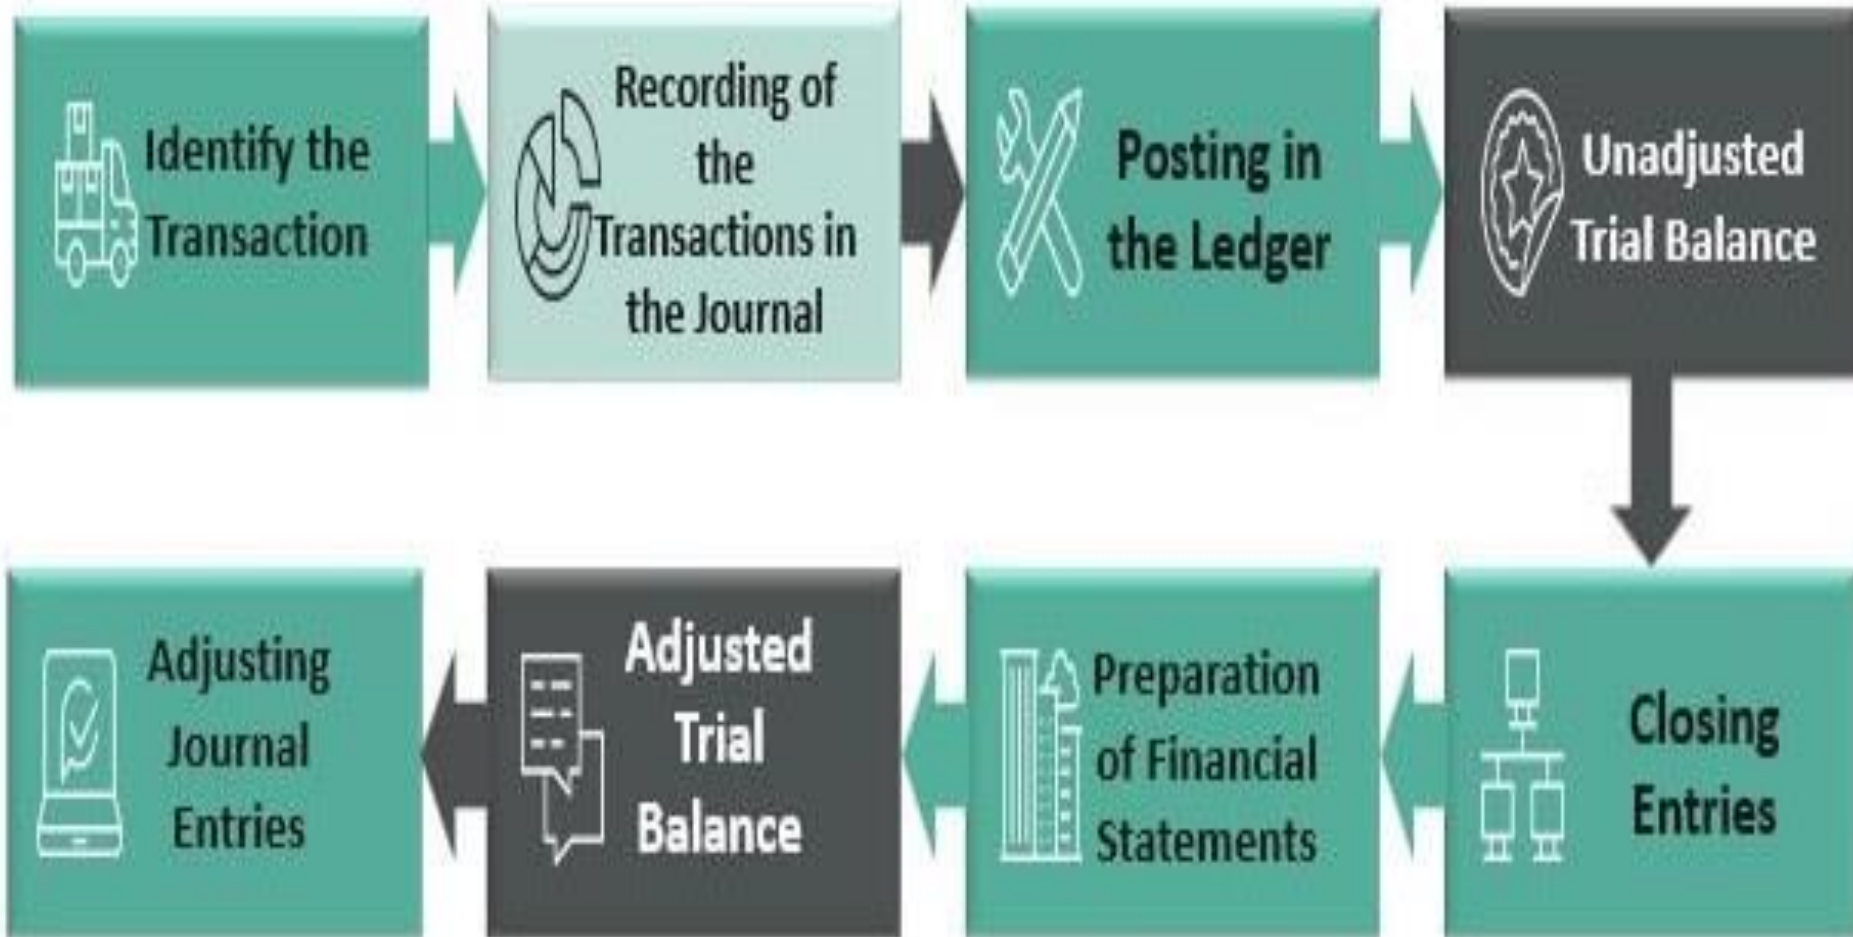 Identify the
Transaction
Recording of
the
Transactions in
the Journal
Posting in
the Ledger
Unadjusted
Trial Balance
Closing
Entries
Preparation
of Financial
Statements
Adjusted
Trial
Balance
Adjusting
Journal
Entries